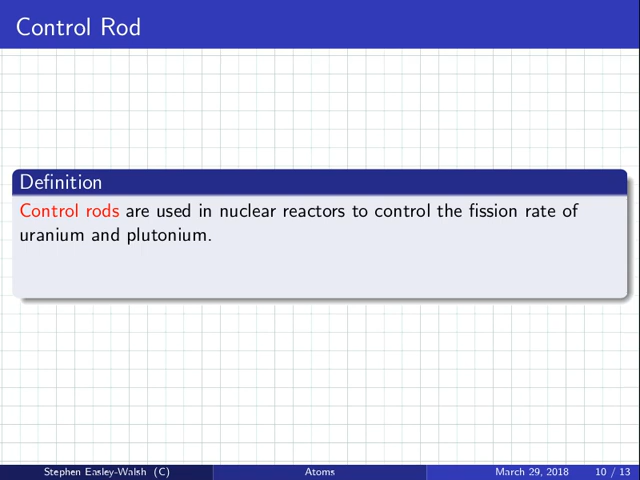 Control Rod
Definition
Control rods are used in nuclear reactors to control the fission rate of
uranium and plutonium.
Stephen Easley-Walsh (C) Atoms March 29, 2018 10 / 13